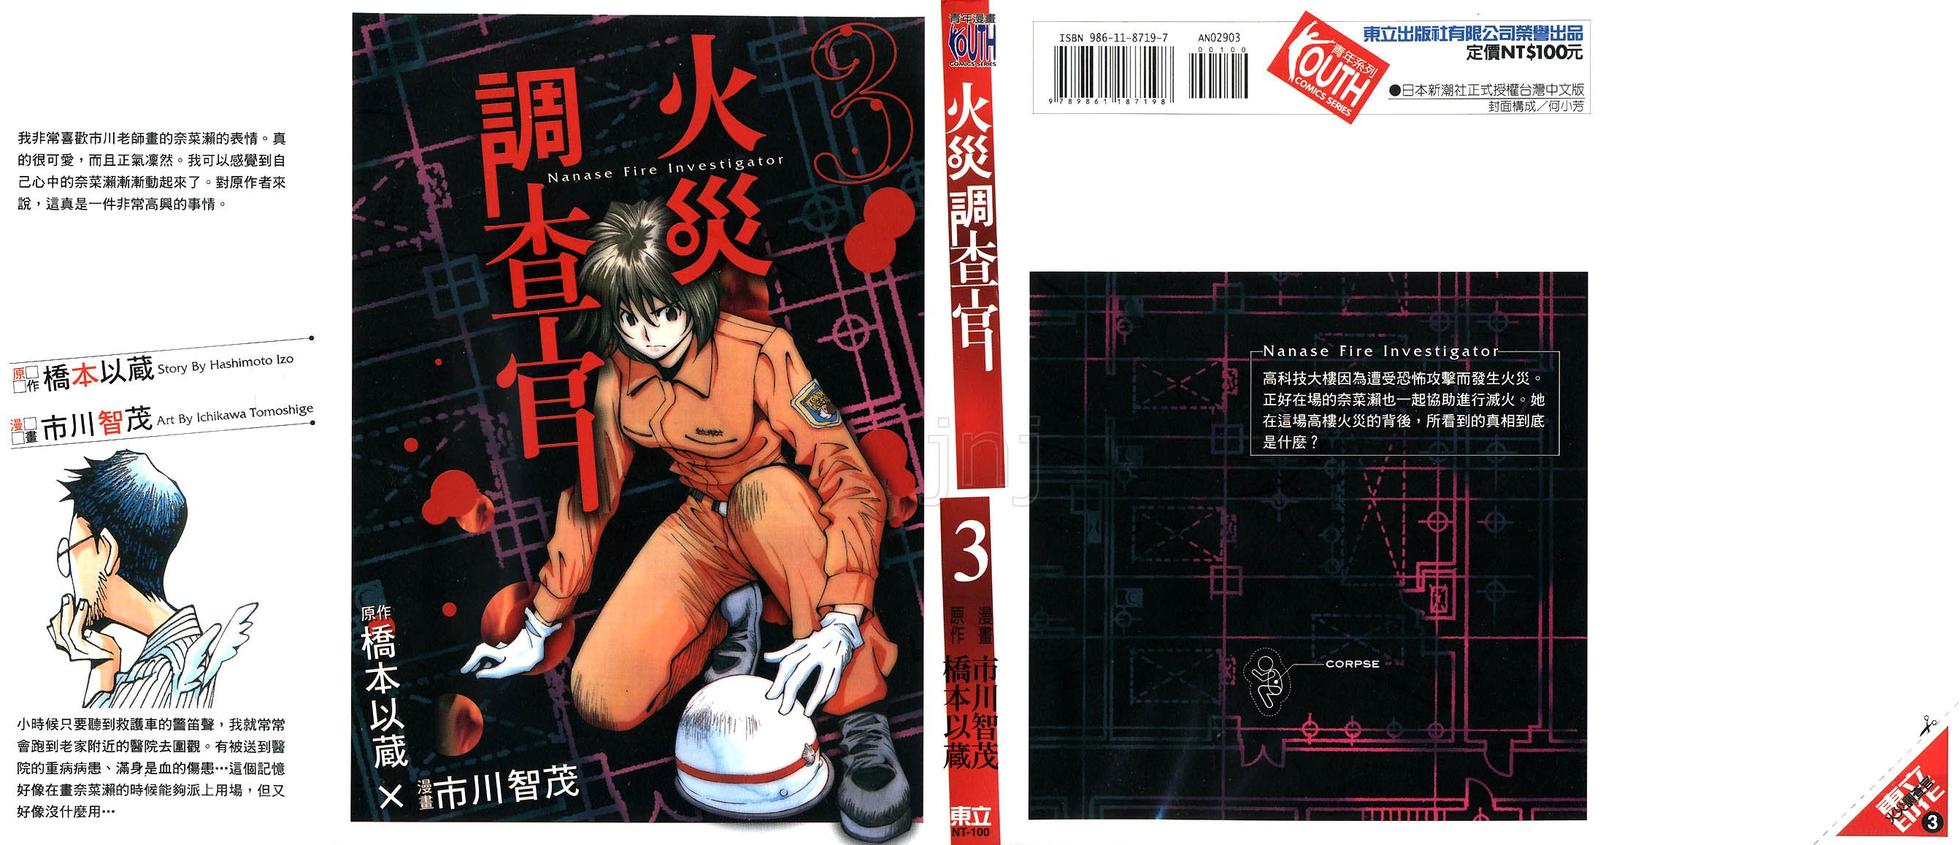 我非常喜歡市川老師畫的奈菜瀨的表情。真
的很可愛，而且正氣凜然。我可以感覺到自
己心中的奈菜瀨漸漸動起來了。對原作者來
說，這真是一件非常高興的事情。
原作 橋本以蔵 Story By Hashimoto Izo
漫畫 市川智茂 Art By Ichikawa Tomoshige
小時候只要聽到救護車的警笛聲，我就常常
會跑到老家附近的醫院去圍觀。有被送到醫
院的重病病患、滿身是血的傷患…這個記憶
好像在畫奈菜瀨的時候能夠派上用場，但又
好像沒什麼用…
3
火災
調查官
Nanase Fire Investigator
原作
橋本以蔵
×
漫畫 市川智茂
青年漫畫
YOUTH
COMICS SERIES
火災調查官
3
漫畫 市川智茂
原作 橋本以蔵
東立
NT-100
ISBN 986-11-8719-7
9 789861 187198
AN02903
00100
青年系列
YOUTH
COMICS SERIES
東立出版社有限公司榮譽出品
定價NT$100元
●日本新潮社正式授權台灣中文版
封面構成／何小芳
Nanase Fire Investigator
高科技大樓因為遭受恐怖攻擊而發生火災。
正好在場的奈菜瀨也一起協助進行滅火。她
在這場高樓火災的背後，所看到的真相到底
是什麼？
CORPSE
東立
火災調查官
印花
3
jnj